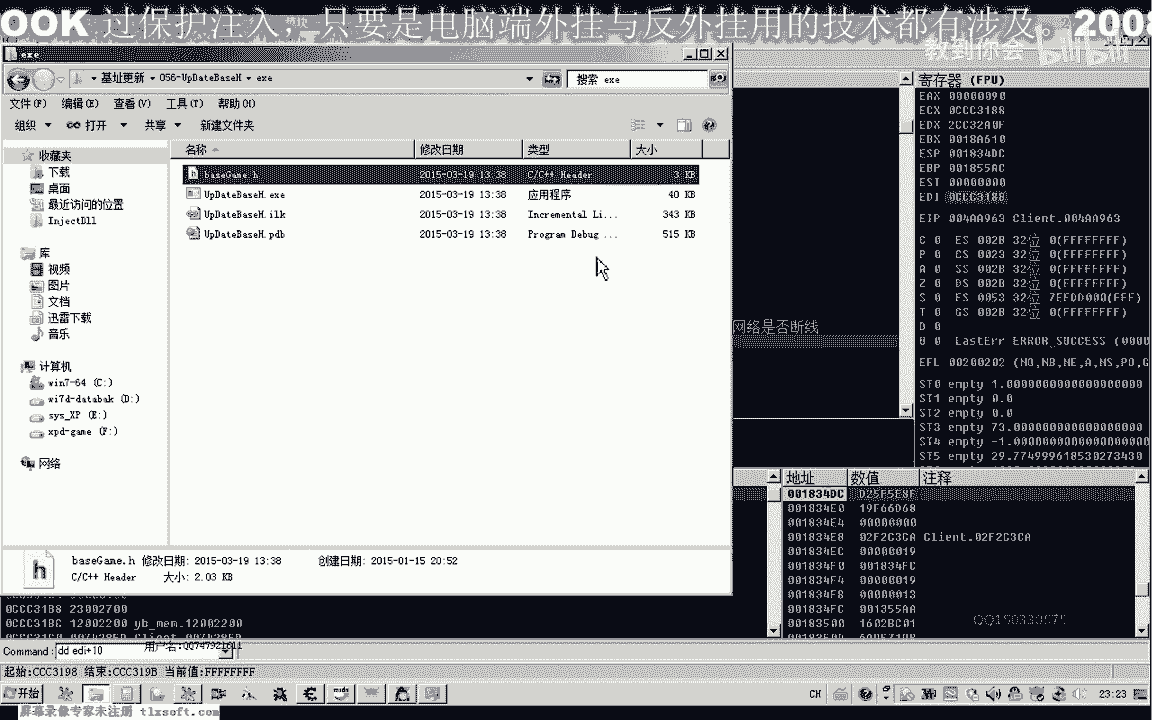 OOK 过保护注入，只要是电脑端外挂与反外挂用的技术都有涉及。2008
教到你会 bilibili
exe
基址更新 056-UpDateBaseH exe
搜索 exe
文件(F) 编辑(E) 查看(V) 工具(T) 帮助(H)
组织 打开 共享 新建文件夹
收藏夹
下载
桌面
最近访问的位置
InjectDll
库
视频
图片
文档
迅雷下载
音乐
计算机
win7-64 (C:)
wi7d-databak (D:)
sys_XP (E:)
xpd-game (F:)
网络
名称 修改日期 类型 大小
baseGame.h 2015-03-19 13:38 C/C++ Header 3 KB
UpDateBaseH.exe 2015-03-19 13:38 应用程序 40 KB
UpDateBaseH.ilk 2015-03-19 13:38 Incremental Li... 343 KB
UpDateBaseH.pdb 2015-03-19 13:38 Program Debug ... 515 KB
baseGame.h 修改日期: 2015-03-19 13:38 创建日期: 2015-01-15 20:52
C/C++ Header 大小: 2.03 KB
网络是否断线
寄存器 (FPU)
EAX 00000090
ECX 0CCC3188
EDX 2CC32A0F
EBX 0018A610
ESP 001834DC
EBP 001855AC
ESI 00000000
EDI 0CCC3188
EIP 004AA963 Client.004AA963
C 0 ES 002B 32位 0(FFFFFFFF)
P 0 CS 0023 32位 0(FFFFFFFF)
A 0 SS 002B 32位 0(FFFFFFFF)
Z 0 DS 002B 32位 0(FFFFFFFF)
S 0 FS 0053 32位 7EFDD000(FFF)
T 0 GS 002B 32位 0(FFFFFFFF)
D 0
O 0 LastErr ERROR_SUCCESS (0000
EFL 00200202 (NO,NB,NE,A,NS,PO,G
ST0 empty 1.0000000000000000000
ST1 empty 0.0
ST2 empty 0.0
ST3 empty 73.000000000000000000
ST4 empty -1.0000000000000000000
ST5 empty 29.774999618530273430
地址 数值 注释
001834DC D25F5E8F
001834E0 19F66D68
001834E4 00000000
001834E8 02F2C3CA Client.02F2C3CA
001834EC 00000019
001834F0 001834FC
001834F4 00000019
001834F8 00000013
001834FC 001355AA
00183500 1602BC01
0CCC31B8 23002700
0CCC31BC 12002200 yb_mem.12002200
Command: dd edi+10
用户名:QQ747921611
起始:CCC3198 结束:CCC319B 当前值:FFFFFFFF
开始
CH
23:23
屏幕录像专家未注册 tlxsoft.com